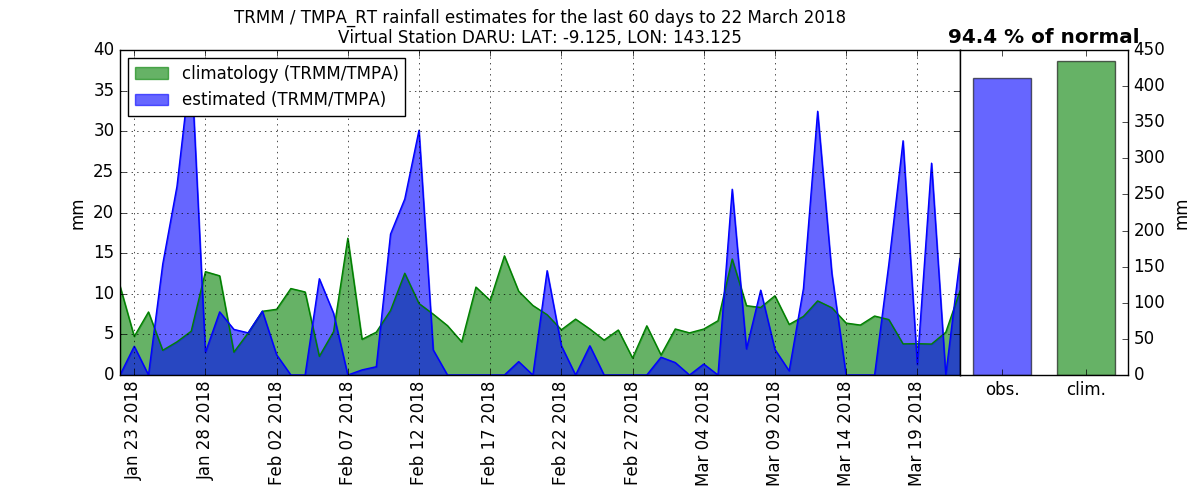 TRMM / TMPA_RT rainfall estimates for the last 60 days to 22 March 2018
Virtual Station DARU: LAT: -9.125, LON: 143.125
94.4 % of normal
climatology (TRMM/TMPA)
estimated (TRMM/TMPA)
40
35
30
25
20
15
10
5
0
mm
Jan 23 2018
Jan 28 2018
Feb 02 2018
Feb 07 2018
Feb 12 2018
Feb 17 2018
Feb 22 2018
Feb 27 2018
Mar 04 2018
Mar 09 2018
Mar 14 2018
Mar 19 2018
450
400
350
300
250
200
150
100
50
0
mm
obs.
clim.